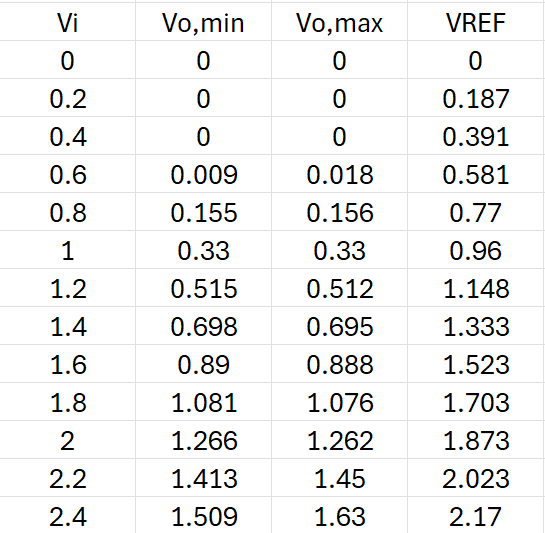 Vi Vo,min Vo,max VREF
0 0 0 0
0.2 0 0 0.187
0.4 0 0 0.391
0.6 0.009 0.018 0.581
0.8 0.155 0.156 0.77
1 0.33 0.33 0.96
1.2 0.515 0.512 1.148
1.4 0.698 0.695 1.333
1.6 0.89 0.888 1.523
1.8 1.081 1.076 1.703
2 1.266 1.262 1.873
2.2 1.413 1.45 2.023
2.4 1.509 1.63 2.17